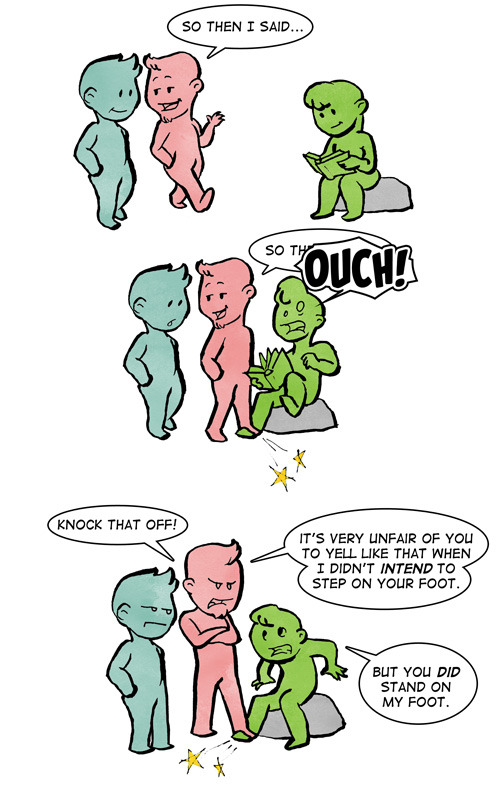 SO THEN I SAID...
SO TH
OUCH!
KNOCK THAT OFF!
IT'S VERY UNFAIR OF YOU
TO YELL LIKE THAT WHEN
I DIDN'T INTEND TO
STEP ON YOUR FOOT.
BUT YOU DID
STAND ON
MY FOOT.